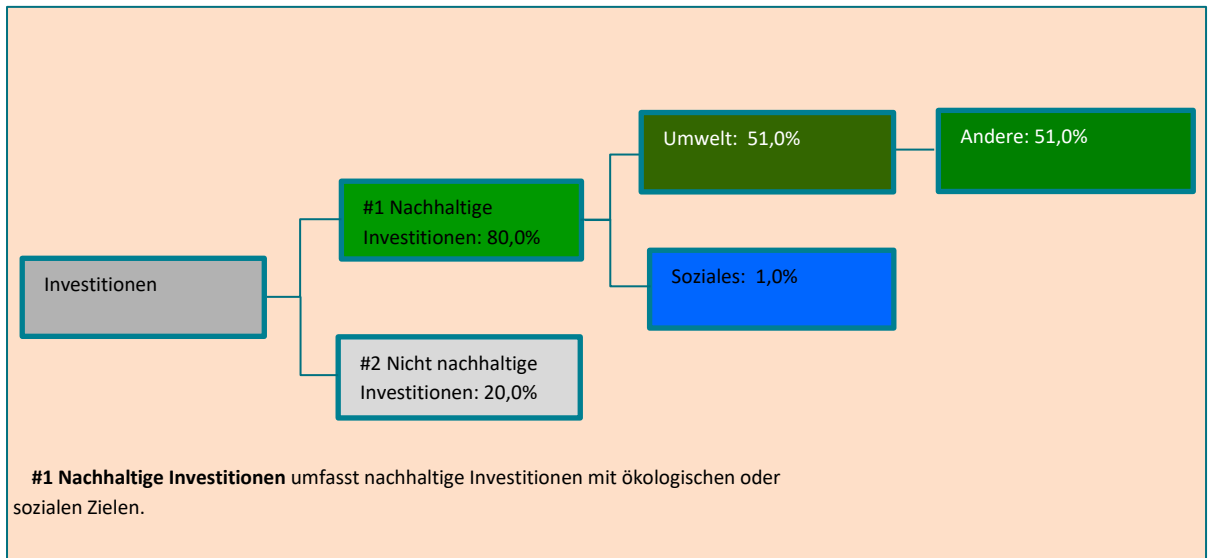 Umwelt: 51,0%
Andere: 51,0%
#1 Nachhaltige
Investitionen: 80,0%
Soziales: 1,0%
Investitionen
#2 Nicht nachhaltige
Investitionen: 20,0%
#1 Nachhaltige Investitionen umfasst nachhaltige Investitionen mit ökologischen oder
sozialen Zielen.